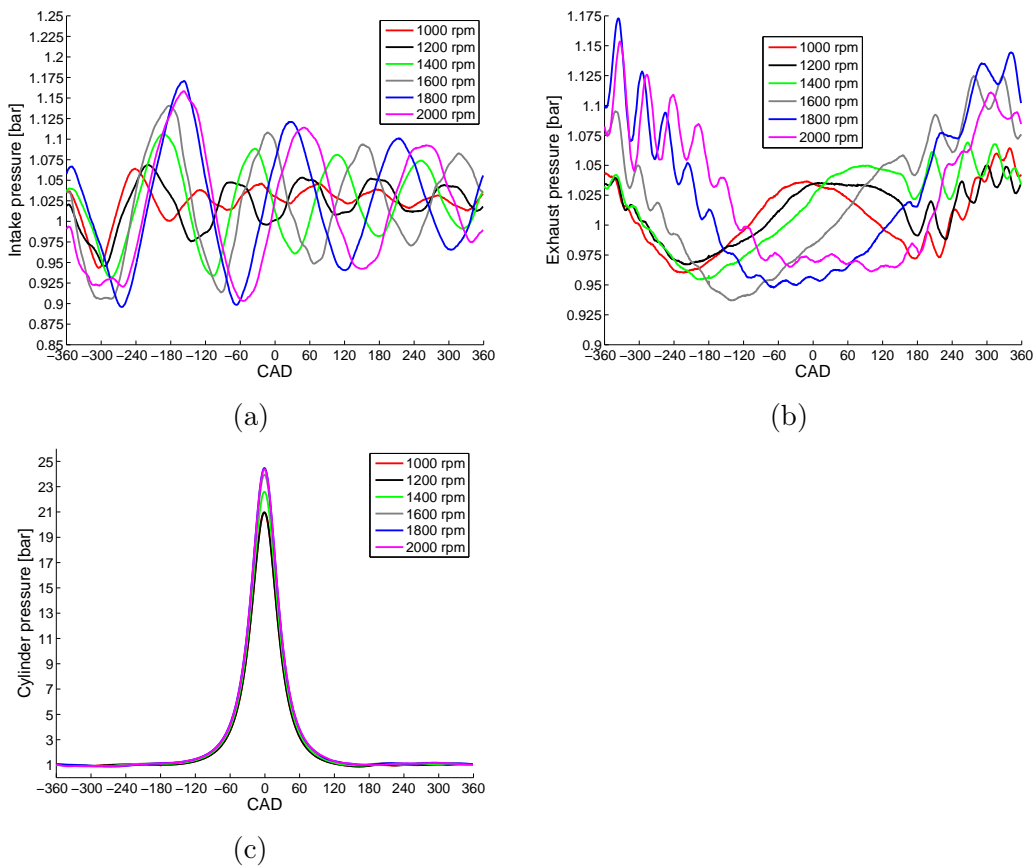 1.25
1.225
1.2
1.175
1.15
1.125
1.1
1.075
1.05
1.025
1
0.975
0.95
0.925
0.9
0.875
0.85
Intake pressure [bar]
1000 rpm
1200 rpm
1400 rpm
1600 rpm
1800 rpm
2000 rpm
−360 −300 −240 −180 −120 −60 0 60 120 180 240 300 360
CAD
(a)
1.175
1.15
1.125
1.1
1.075
1.05
1.025
1
0.975
0.95
0.925
0.9
Exhaust pressure [bar]
1000 rpm
1200 rpm
1400 rpm
1600 rpm
1800 rpm
2000 rpm
−360 −300 −240 −180 −120 −60 0 60 120 180 240 300 360
CAD
(b)
25
23
21
19
17
15
13
11
9
7
5
3
1
Cylinder pressure [bar]
1000 rpm
1200 rpm
1400 rpm
1600 rpm
1800 rpm
2000 rpm
−360 −300 −240 −180 −120 −60 0 60 120 180 240 300 360
CAD
(c)